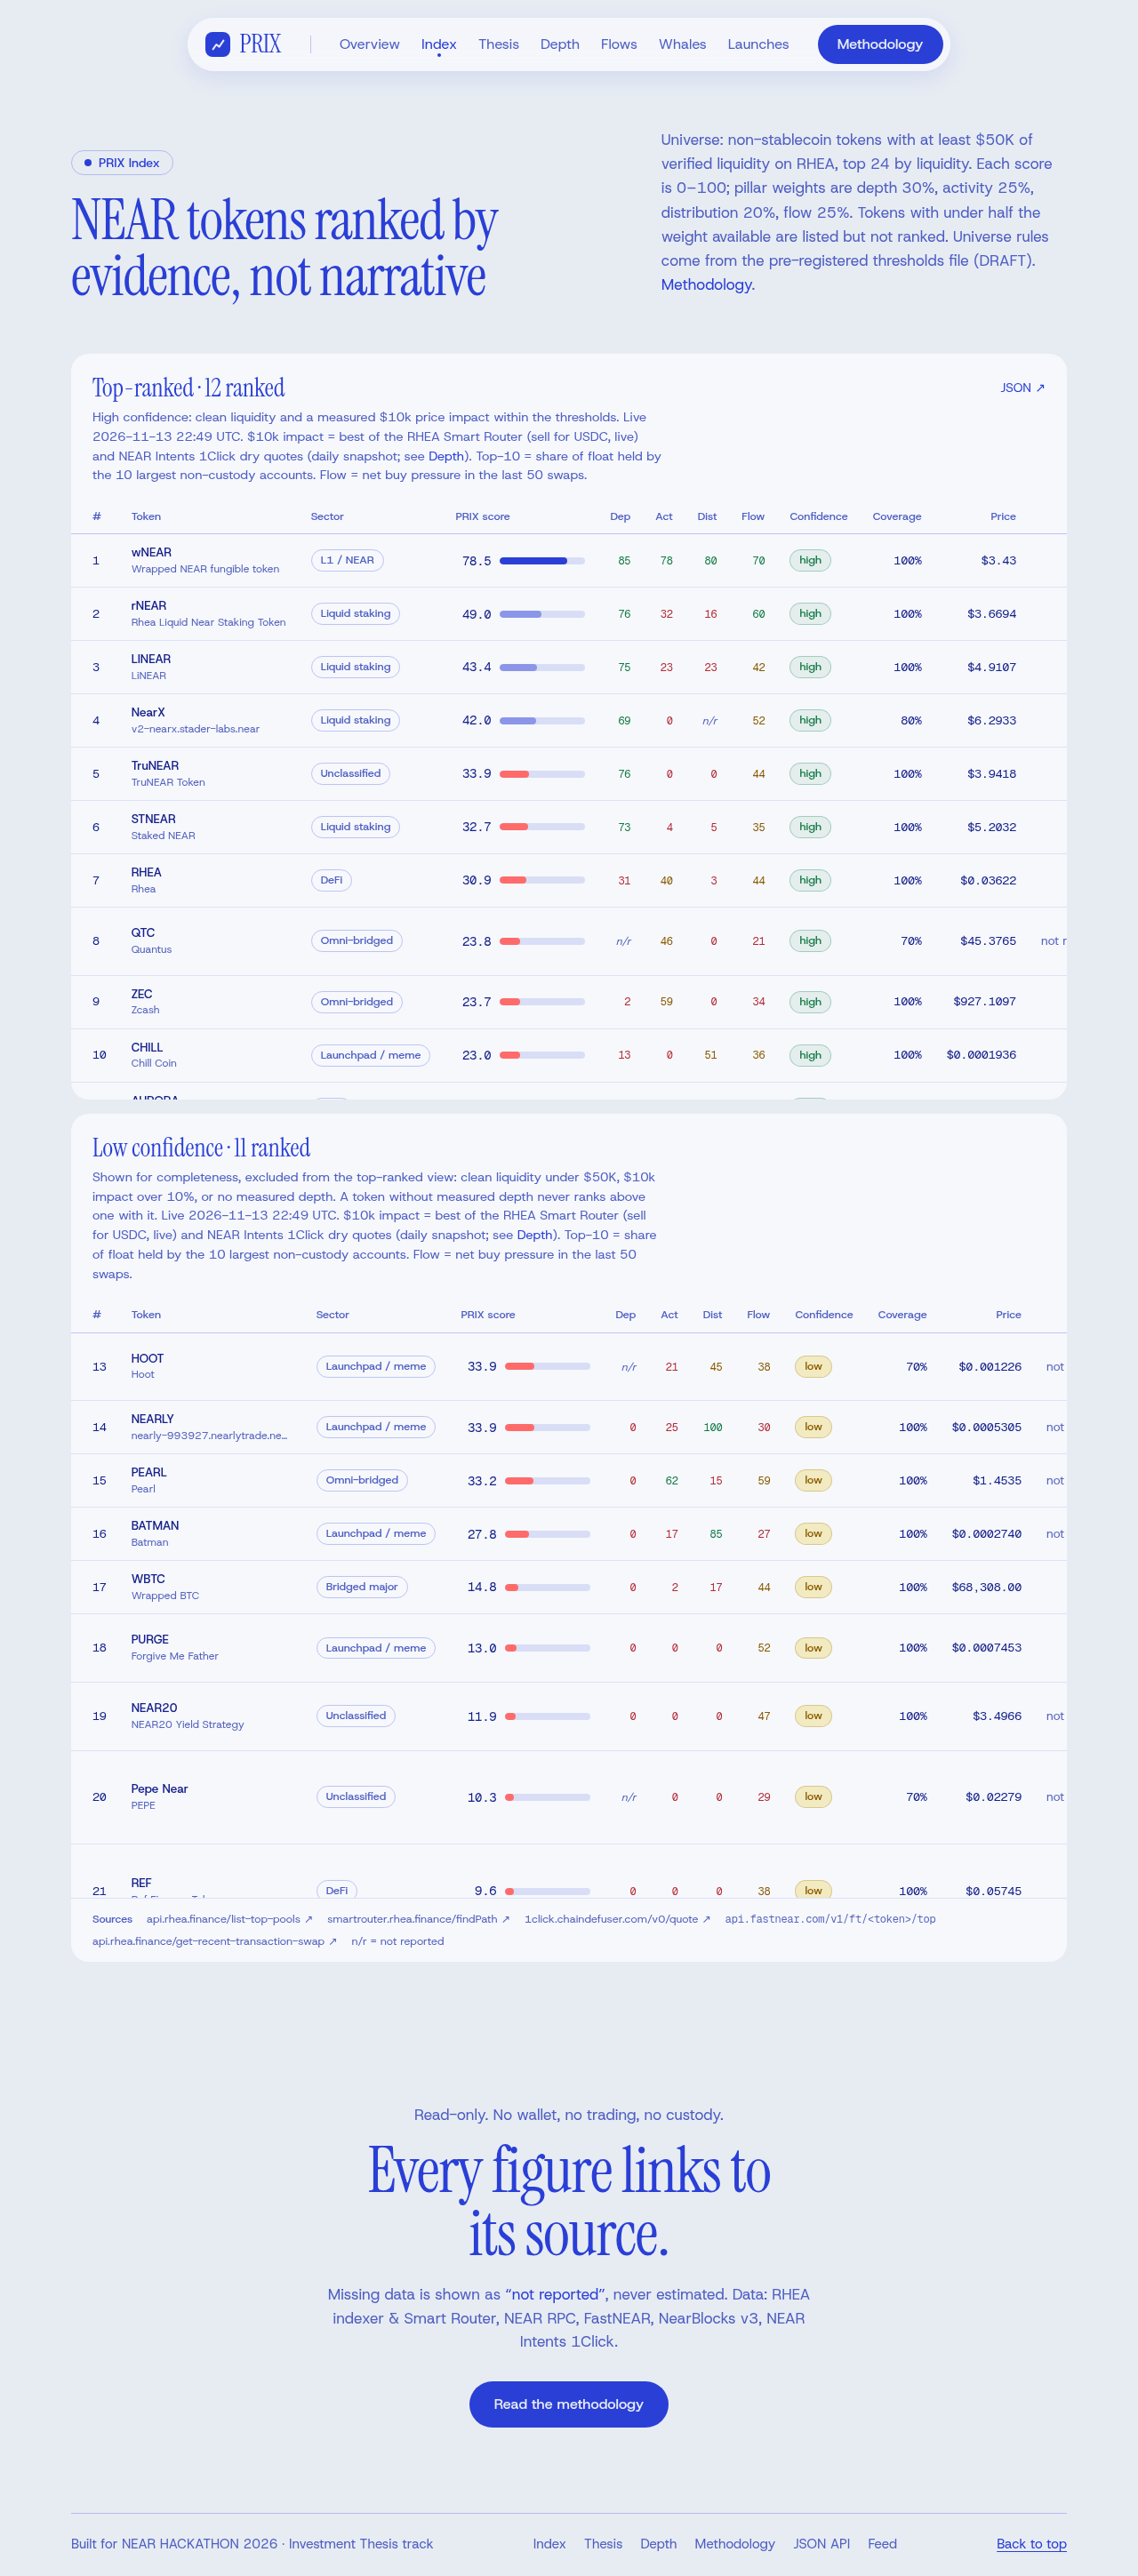 PRIX
Overview Index Thesis Depth Flows Whales Launches Methodology
PRIX Index
NEAR tokens ranked by
evidence, not narrative
Universe: non-stablecoin tokens with at least $50K of
verified liquidity on RHEA, top 24 by liquidity. Each score
is 0–100; pillar weights are depth 30%, activity 25%,
distribution 20%, flow 25%. Tokens with under half the
weight available are listed but not ranked. Universe rules
come from the pre-registered thresholds file (DRAFT).
Methodology.
Top-ranked · 12 ranked
JSON ↗
High confidence: clean liquidity and a measured $10k price impact within the thresholds. Live
2026-11-13 22:49 UTC. $10k impact = best of the RHEA Smart Router (sell for USDC, live)
and NEAR Intents 1Click dry quotes (daily snapshot; see Depth). Top-10 = share of float held by
the 10 largest non-custody accounts. Flow = net buy pressure in the last 50 swaps.
# Token Sector PRIX score Dep Act Dist Flow Confidence Coverage Price
1 wNEAR L1 / NEAR 78.5 85 78 80 70 high 100% $3.43
Wrapped NEAR fungible token
2 rNEAR Liquid staking 49.0 76 32 16 60 high 100% $3.6694
Rhea Liquid Near Staking Token
3 LINEAR Liquid staking 43.4 75 23 23 42 high 100% $4.9107
LiNEAR
4 NearX Liquid staking 42.0 69 0 n/r 52 high 80% $6.2933
v2-nearx.stader-labs.near
5 TruNEAR Unclassified 33.9 76 0 0 44 high 100% $3.9418
TruNEAR Token
6 STNEAR Liquid staking 32.7 73 4 5 35 high 100% $5.2032
Staked NEAR
7 RHEA DeFi 30.9 31 40 3 44 high 100% $0.03622
Rhea
8 QTC Omni-bridged 23.8 n/r 46 0 21 high 70% $45.3765 not
Quantus
9 ZEC Omni-bridged 23.7 2 59 0 34 high 100% $927.1097
Zcash
10 CHILL Launchpad / meme 23.0 13 0 51 36 high 100% $0.0001936
Chill Coin
Low confidence · 11 ranked
Shown for completeness, excluded from the top-ranked view: clean liquidity under $50K, $10k
impact over 10%, or no measured depth. A token without measured depth never ranks above
one with it. Live 2026-11-13 22:49 UTC. $10k impact = best of the RHEA Smart Router (sell
for USDC, live) and NEAR Intents 1Click dry quotes (daily snapshot; see Depth). Top-10 = share
of float held by the 10 largest non-custody accounts. Flow = net buy pressure in the last 50
swaps.
# Token Sector PRIX score Dep Act Dist Flow Confidence Coverage Price
13 HOOT Launchpad / meme 33.9 n/r 21 45 38 low 70% $0.001226 not
Hoot
14 NEARLY Launchpad / meme 33.9 0 25 100 30 low 100% $0.0005305 not
nearly-993927.nearlytrade.ne...
15 PEARL Omni-bridged 33.2 0 62 15 59 low 100% $1.4535 not
Pearl
16 BATMAN Launchpad / meme 27.8 0 17 85 27 low 100% $0.0002740 not
Batman
17 WBTC Bridged major 14.8 0 2 17 44 low 100% $68,308.00
Wrapped BTC
18 PURGE Launchpad / meme 13.0 0 0 0 52 low 100% $0.0007453
Forgive Me Father
19 NEAR20 Unclassified 11.9 0 0 0 47 low 100% $3.4966 not
NEAR20 Yield Strategy
20 Pepe Near Unclassified 10.3 n/r 0 0 29 low 70% $0.02279 not
PEPE
21 REF DeFi 9.6 0 0 0 38 low 100% $0.05745
Sources api.rhea.finance/list-top-pools ↗ smartrouter.rhea.finance/findPath ↗ 1click.chaindefuser.com/v0/quote ↗ api.fastnear.com/v1/ft/<token>/top
api.rhea.finance/get-recent-transaction-swap ↗ n/r = not reported
Read-only. No wallet, no trading, no custody.
Every figure links to
its source.
Missing data is shown as “not reported”, never estimated. Data: RHEA
indexer & Smart Router, NEAR RPC, FastNEAR, NearBlocks v3, NEAR
Intents 1Click.
Read the methodology
Built for NEAR HACKATHON 2026 · Investment Thesis track Index Thesis Depth Methodology JSON API Feed Back to top